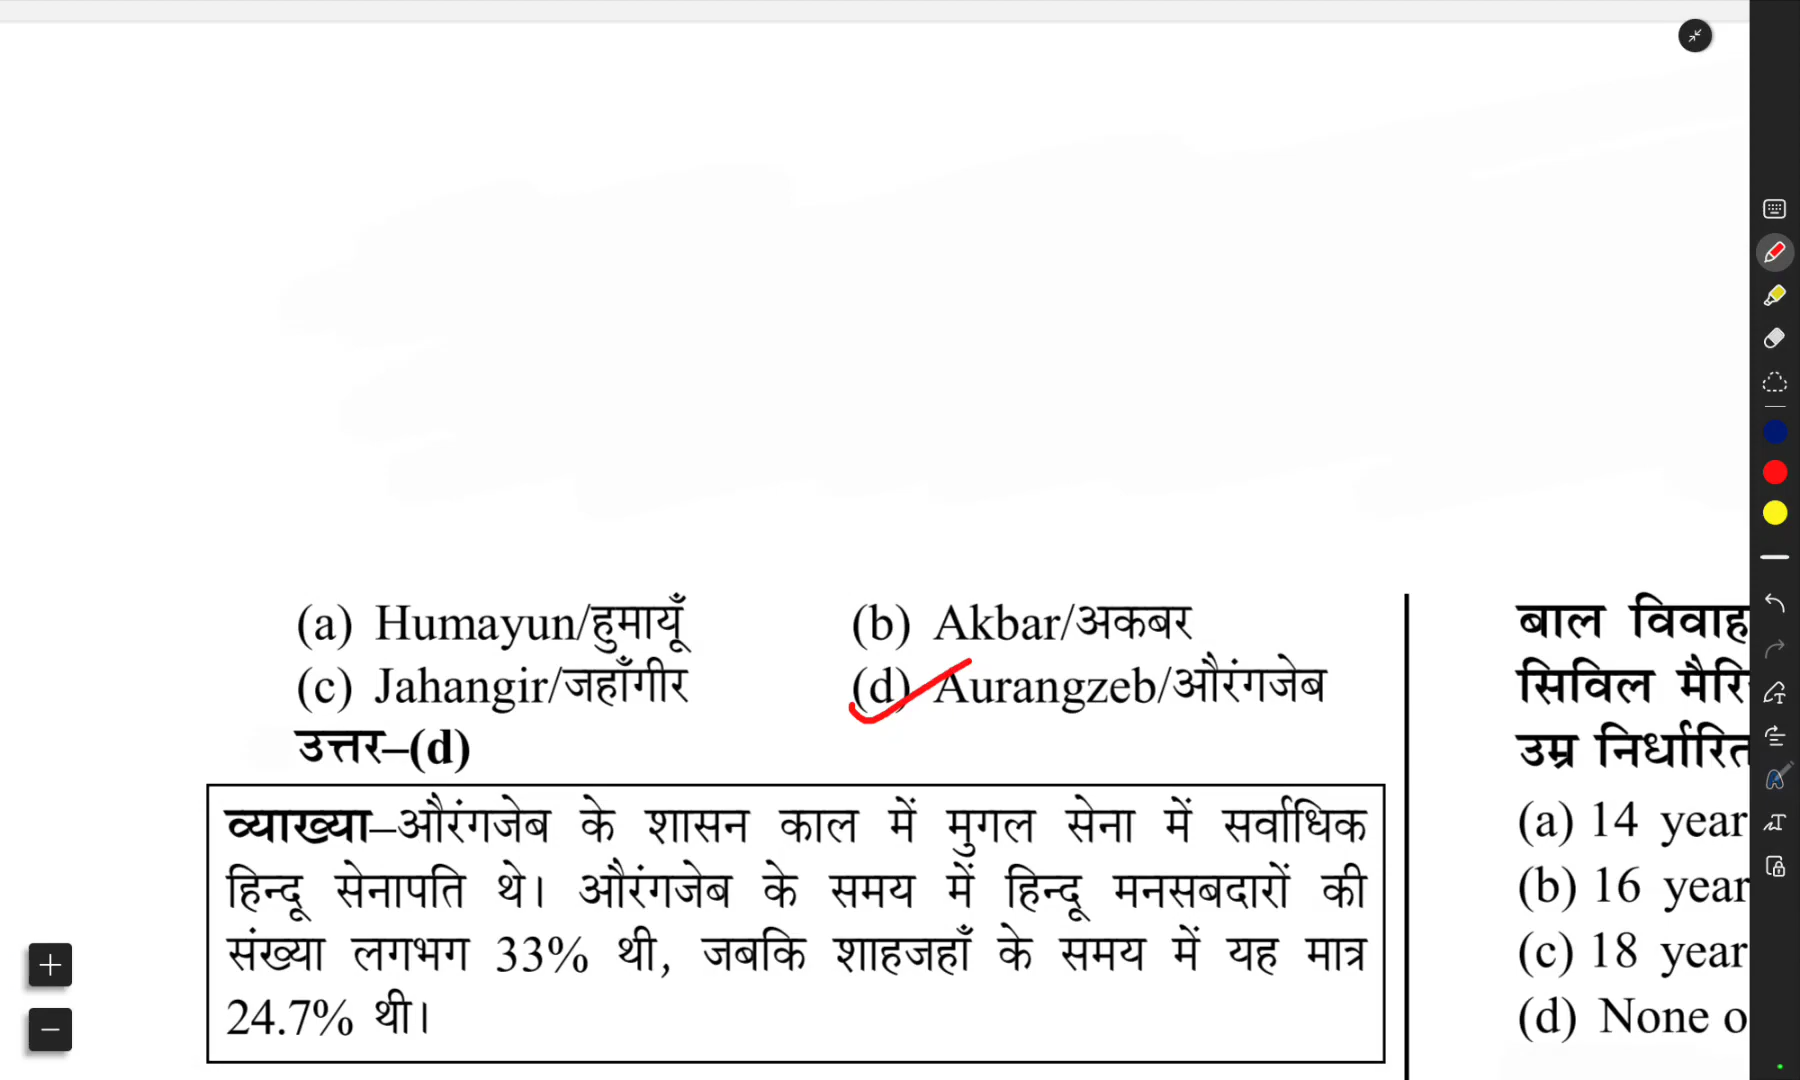 (a) Humayun/हुमायूँ (b) Akbar/अकबर
(c) Jahangir/जहाँगीर (d) Aurangzeb/औरंगजेब
उत्तर–(d)
व्याख्या–औरंगजेब के शासन काल में मुगल सेना में सर्वाधिक
हिन्दू सेनापति थे। औरंगजेब के समय में हिन्दू मनसबदारों की
संख्या लगभग 33% थी, जबकि शाहजहाँ के समय में यह मात्र
24.7% थी।
बाल विवाह
सिविल मैरि
उम्र निर्धारित
(a) 14 year
(b) 16 year
(c) 18 year
(d) None o